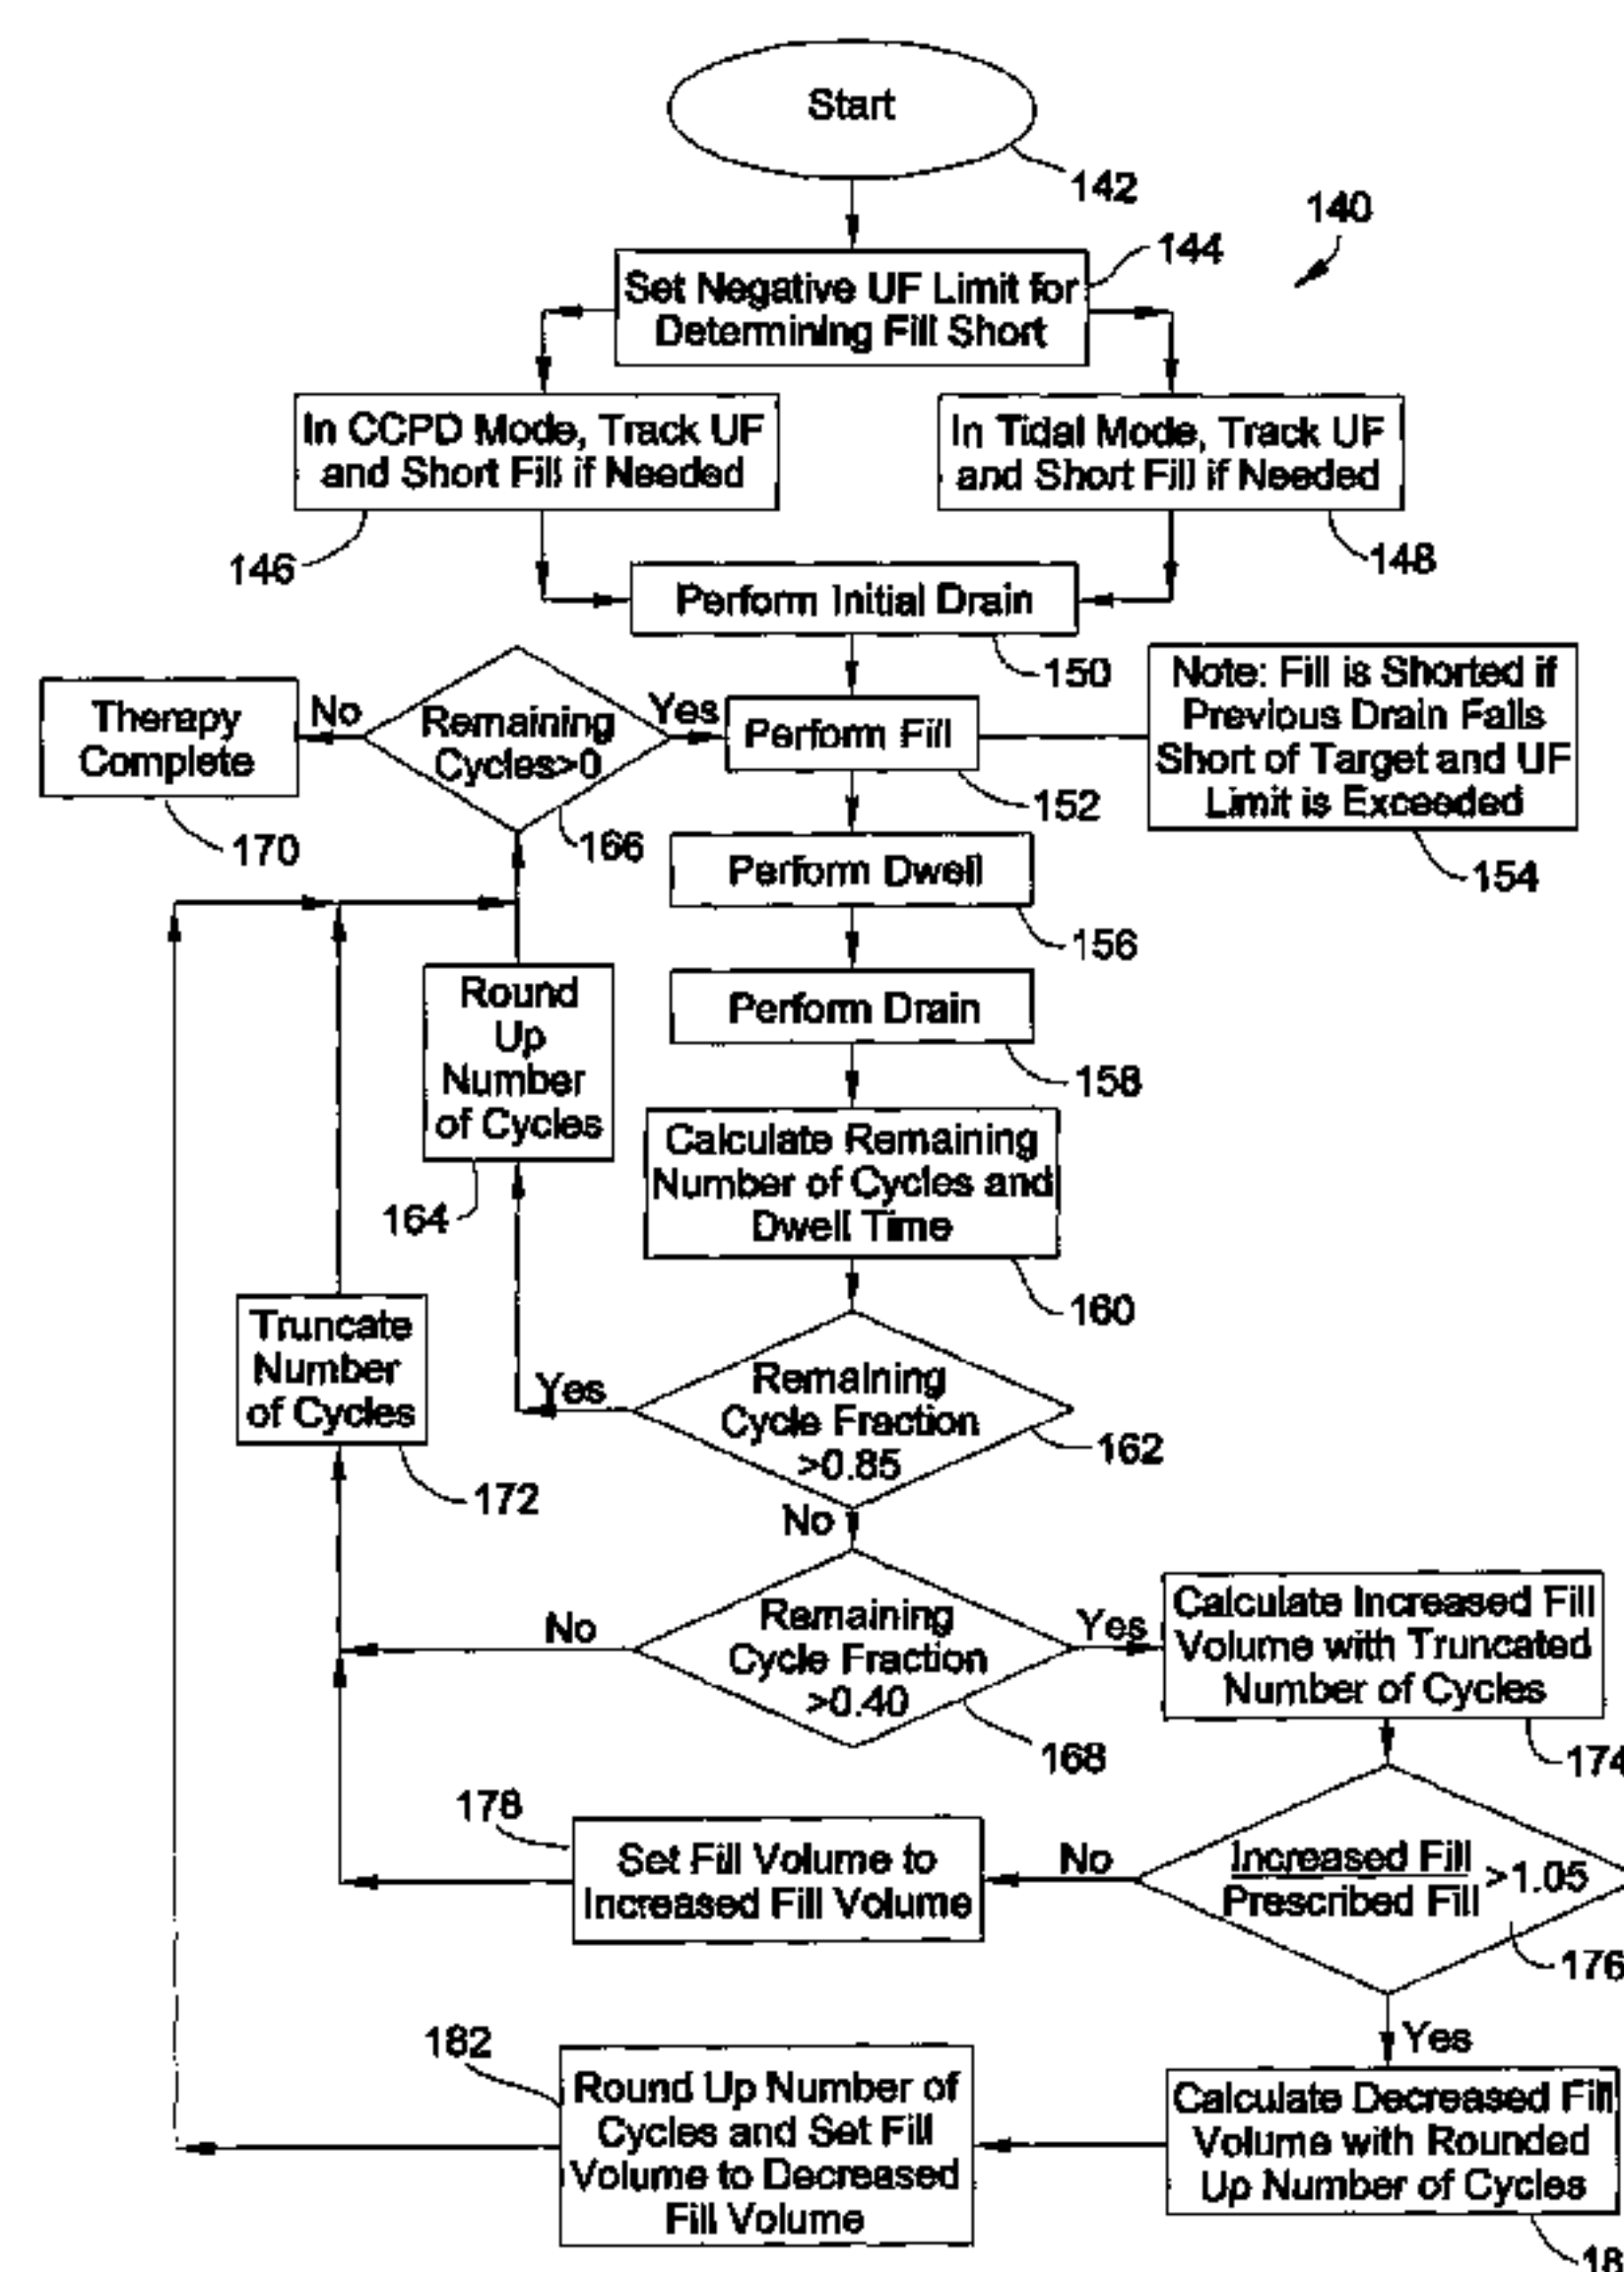 Start
142
140
144
Set Negative UF Limit for
Determining Fill Short
In CCPD Mode, Track UF
and Short Fill if Needed
In Tidal Mode, Track UF
and Short Fill if Needed
146
148
Perform Initial Drain
150
Note: Fill is Shorted if
Previous Drain Falls
Short of Target and UF
Limit is Exceeded
154
Therapy
Complete
170
No
Remaining
Cycles>0
166
Yes
Perform Fill
152
Perform Dwell
156
Perform Drain
158
Round
Up
Number
of Cycles
164
Calculate Remaining
Number of Cycles and
Dwell Time
160
Truncate
Number
of Cycles
172
Yes
Remaining
Cycle Fraction
>0.85
162
No
No
Remaining
Cycle Fraction
>0.40
168
Yes
Calculate Increased Fill
Volume with Truncated
Number of Cycles
174
178
Set Fill Volume to
Increased Fill Volume
No
Increased Fill
Prescribed Fill
>1.05
176
Yes
182
Round Up Number of
Cycles and Set Fill
Volume to Decreased
Fill Volume
Calculate Decreased Fill
Volume with Rounded
Up Number of Cycles
18